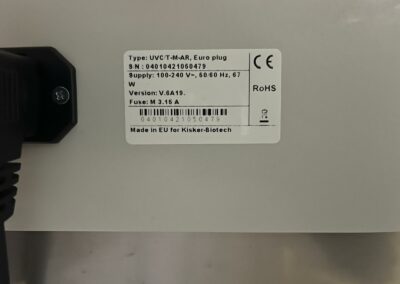 Type: UVC/T-M-AR, Euro plug
S/N: 04010421050479
Supply: 100-240 V~, 50/60 Hz, 67
W
Version: V.6A19.
Fuse: M 3.15 A
04010421050479
Made in EU for Kisker-Biotech
CE
RoHS